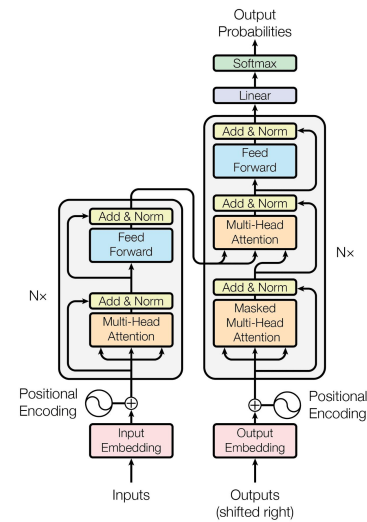 Output
Probabilities
Softmax
Linear
Add & Norm
Feed
Forward
Add & Norm
Multi-Head
Attention
Add & Norm
Masked
Multi-Head
Attention
N×
Add & Norm
Feed
Forward
Add & Norm
Multi-Head
Attention
N×
Positional
Encoding
Positional
Encoding
Input
Embedding
Output
Embedding
Inputs
Outputs
(shifted right)